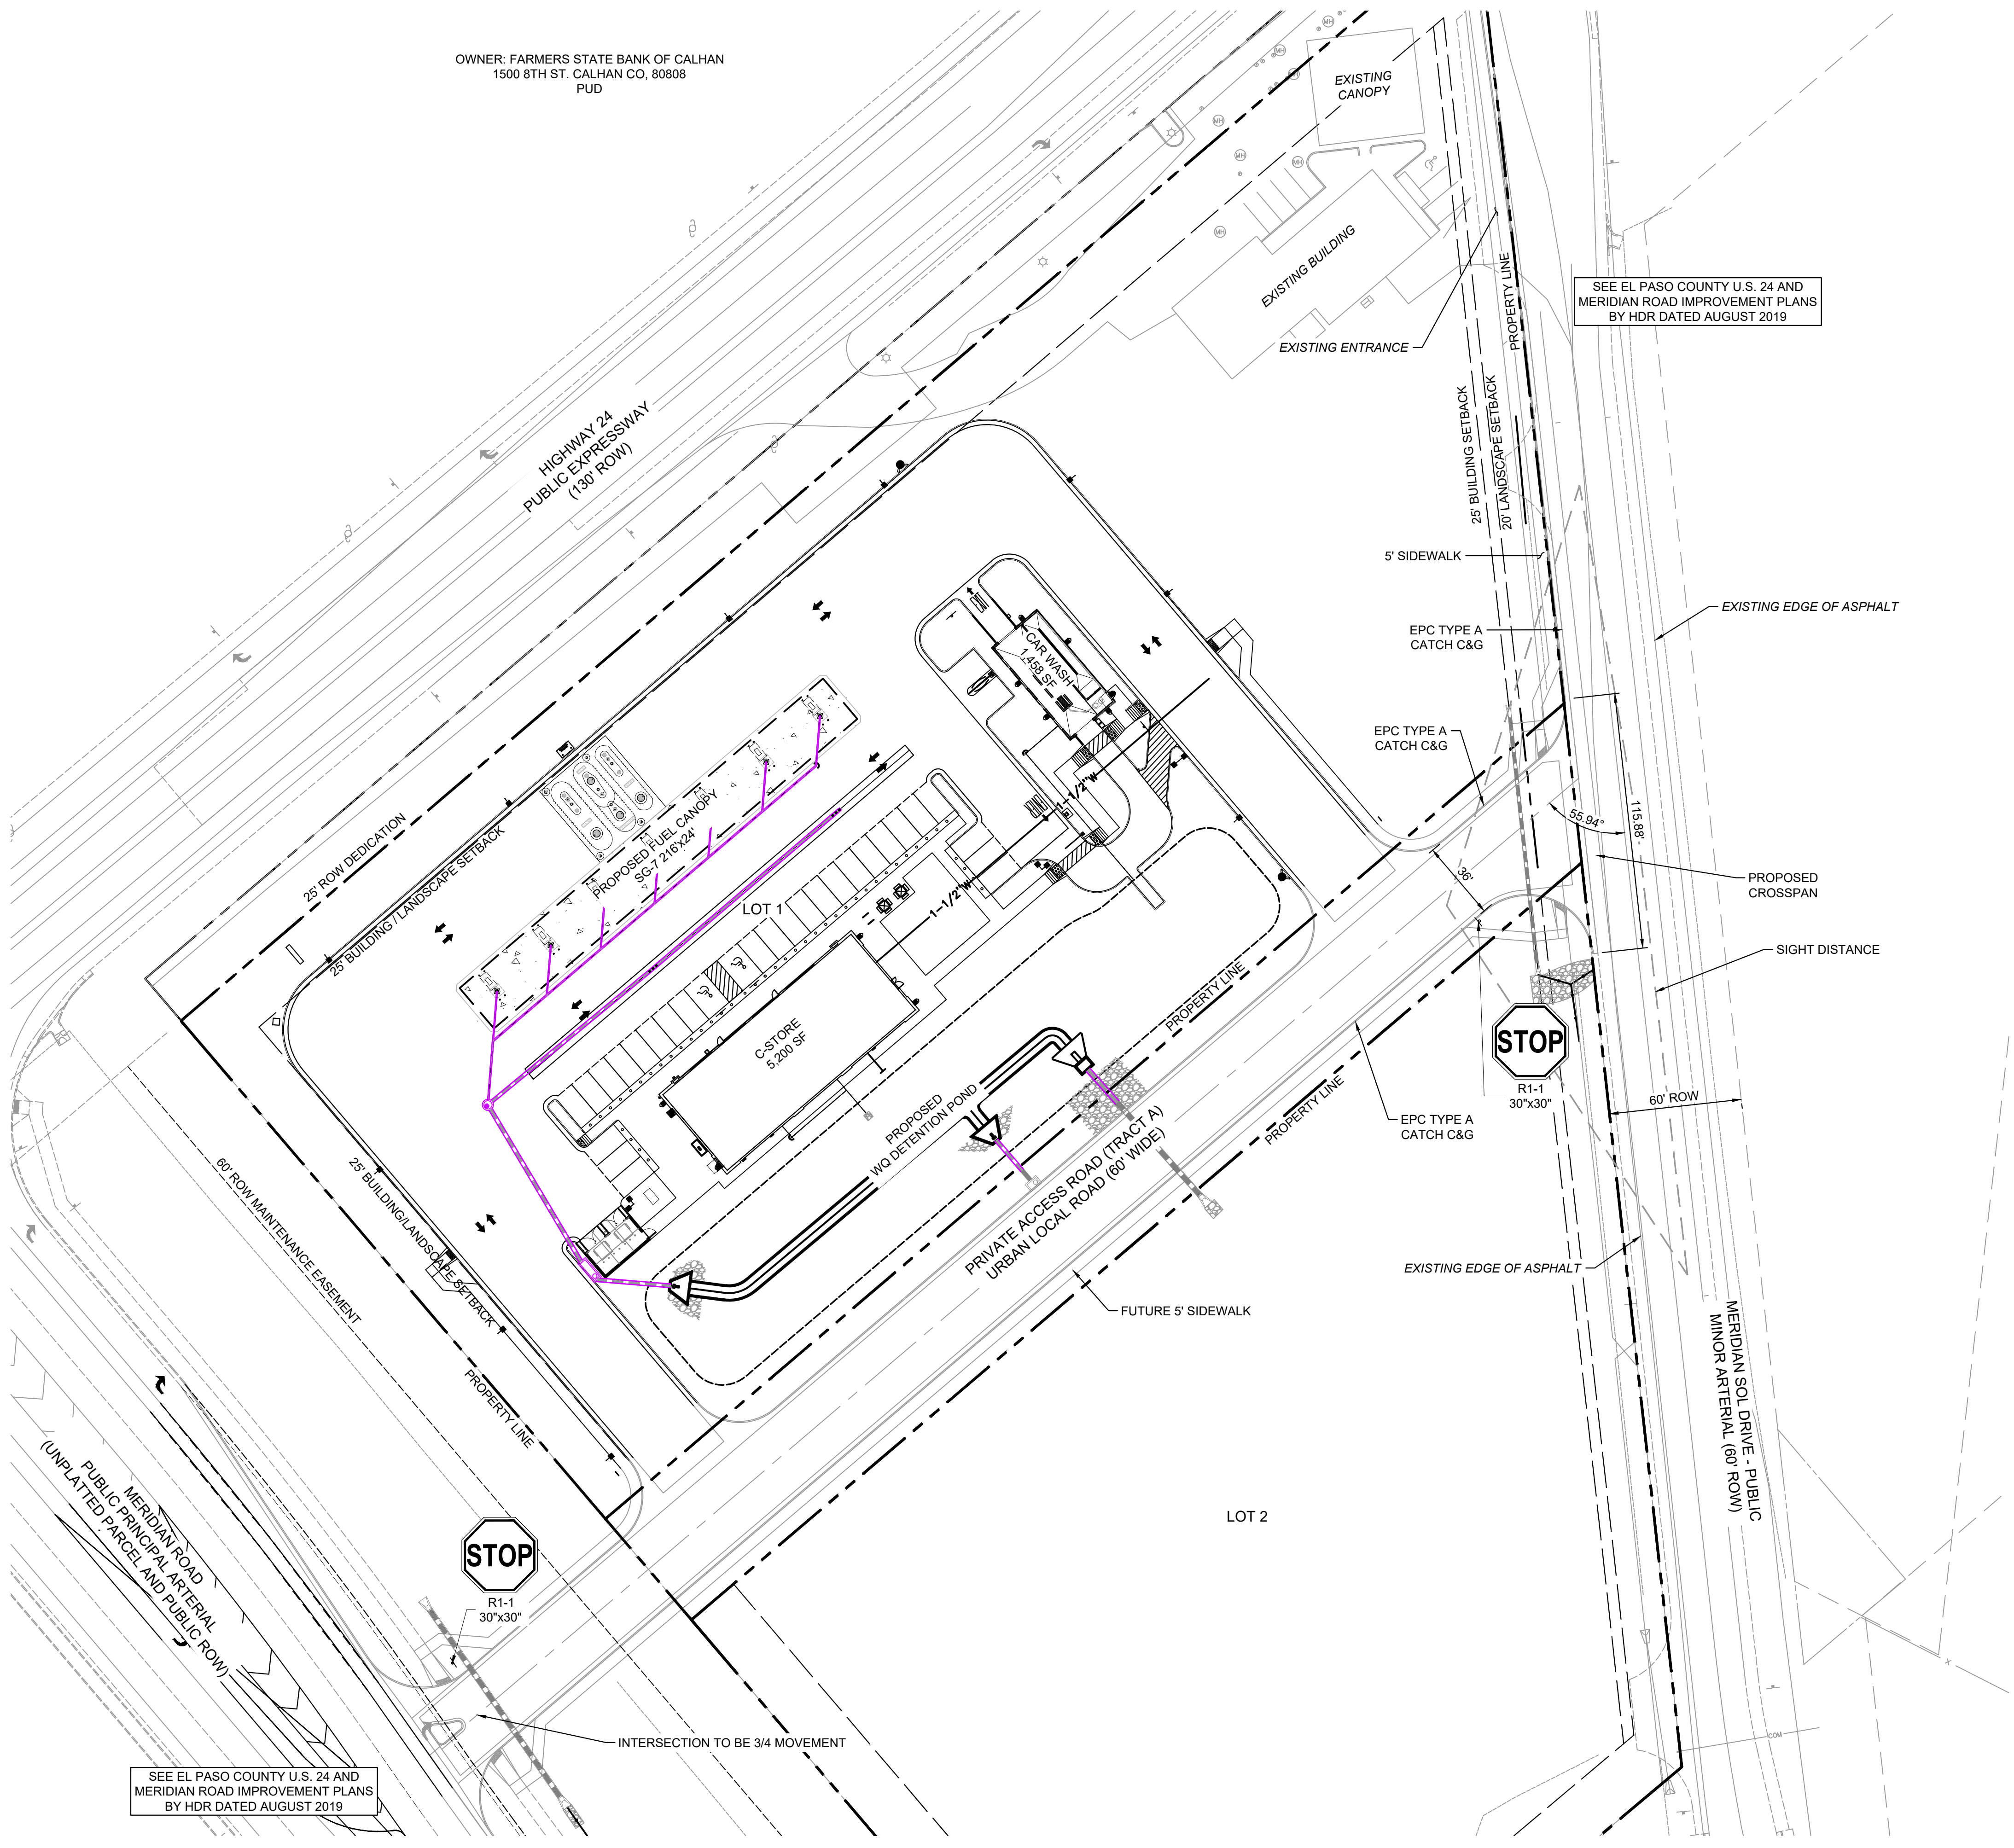 OWNER: FARMERS STATE BANK OF CALHAN
1500 8TH ST. CALHAN CO, 80808
PUD
EXISTING
CANOPY
MH
MH
MH
MH
MH
MH
EXISTING BUILDING
SEE EL PASO COUNTY U.S. 24 AND
MERIDIAN ROAD IMPROVEMENT PLANS
BY HDR DATED AUGUST 2019
EXISTING ENTRANCE
PROPERTY LINE
25' BUILDING SETBACK
20' LANDSCAPE SETBACK
HIGHWAY 24
PUBLIC EXPRESSWAY
(130' ROW)
5' SIDEWALK
EXISTING EDGE OF ASPHALT
EPC TYPE A
CATCH C&G
CAR WASH
1,458 SF
EPC TYPE A
CATCH C&G
55.94°
115.88'
25' ROW DEDICATION
25' BUILDING / LANDSCAPE SETBACK
PROPOSED FUEL CANOPY
SG-7 216'x24'
1-1/2"W
1-1/2"W
LOT 1
36'
PROPOSED
CROSSPAN
SIGHT DISTANCE
C-STORE
5,200 SF
PROPERTY LINE
STOP
R1-1
30"x30"
60' ROW
PROPOSED
WQ DETENTION POND
PROPERTY LINE
EPC TYPE A
CATCH C&G
PRIVATE ACCESS ROAD (TRACT A)
URBAN LOCAL ROAD (60' WIDE)
60' ROW MAINTENANCE EASEMENT
25' BUILDING/LANDSCAPE SETBACK
EXISTING EDGE OF ASPHALT
FUTURE 5' SIDEWALK
MERIDIAN SOL DRIVE - PUBLIC
MINOR ARTERIAL (60' ROW)
PROPERTY LINE
MERIDIAN ROAD
PUBLIC PRINCIPAL ARTERIAL
(UNPLATTED PARCEL AND PUBLIC ROW)
LOT 2
STOP
R1-1
30"x30"
INTERSECTION TO BE 3/4 MOVEMENT
COM
SEE EL PASO COUNTY U.S. 24 AND
MERIDIAN ROAD IMPROVEMENT PLANS
BY HDR DATED AUGUST 2019